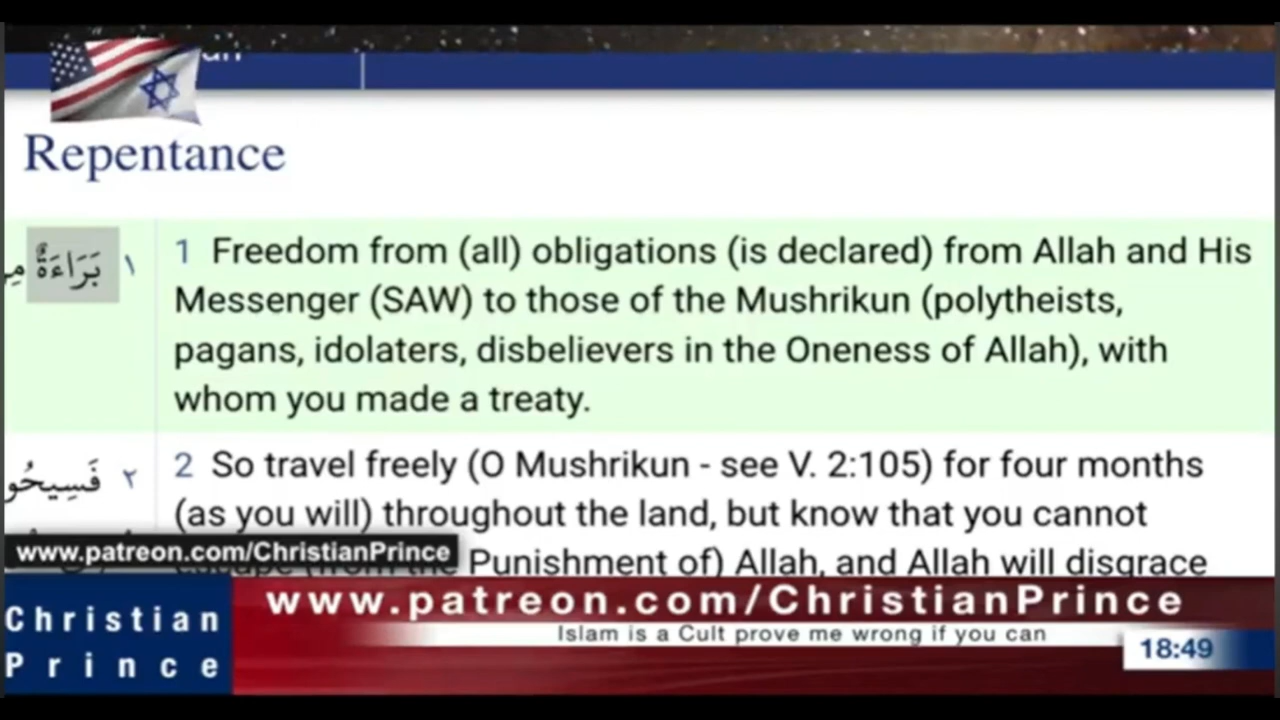 Repentance
١ بَرَاءَةٌ
1 Freedom from (all) obligations (is declared) from Allah and His
Messenger (SAW) to those of the Mushrikun (polytheists,
pagans, idolaters, disbelievers in the Oneness of Allah), with
whom you made a treaty.
٢
2 So travel freely (O Mushrikun - see V. 2:105) for four months
(as you will) throughout the land, but know that you cannot
Punishment of) Allah, and Allah will disgrace
www.patreon.com/ChristianPrince
Christian
Prince
www.patreon.com/ChristianPrince
Islam is a Cult prove me wrong if you can
18:49